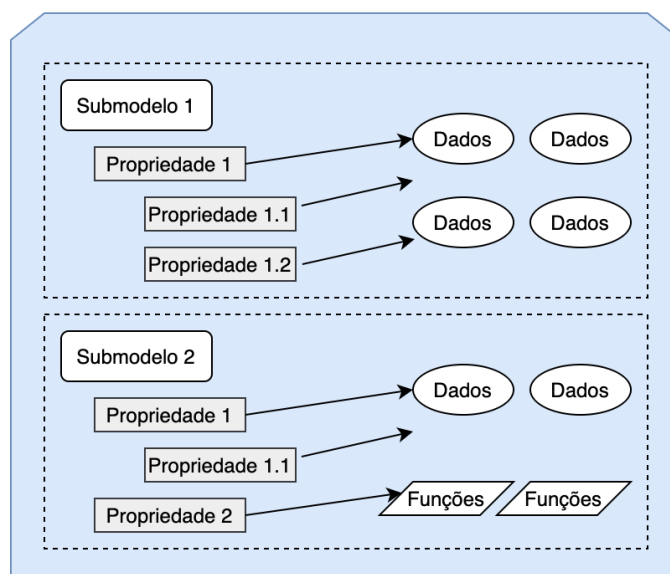 Submodelo 1
Dados
Dados
Propriedade 1
Propriedade 1.1
Dados
Dados
Propriedade 1.2
Submodelo 2
Dados
Dados
Propriedade 1
Propriedade 1.1
Funções
Funções
Propriedade 2